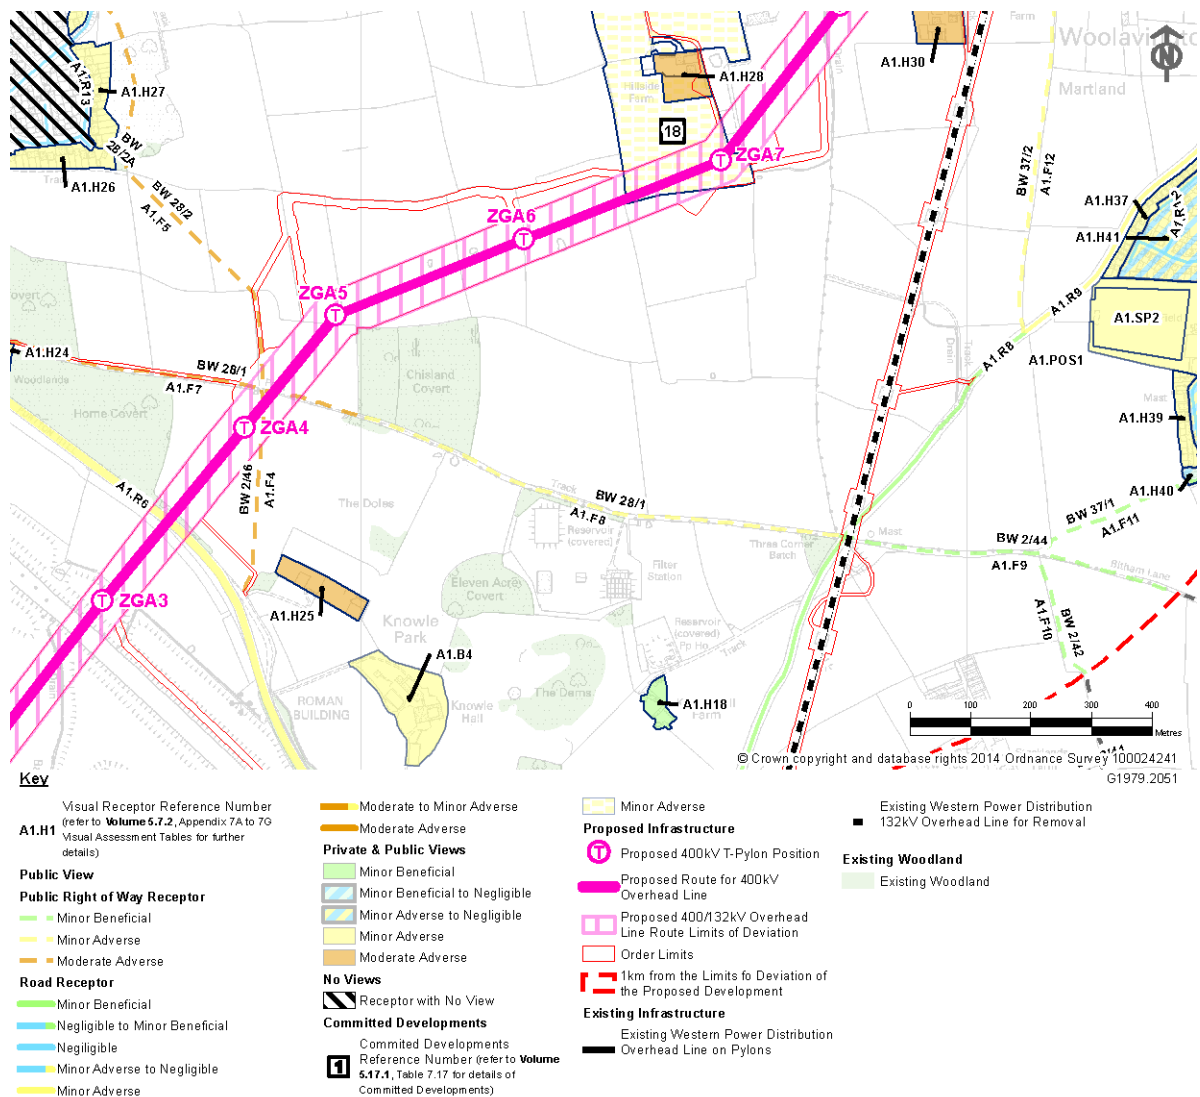 Woolavingto
Martland
Farm
A1.H30
A1.H28
Hillside
Farm
18
Drain
A1.R13
A1.H27
BW
28/2A
A1.H26
Track
BW 28/2
A1.F5
ZGA7
ZGA6
ZGA5
BW 37/2
A1.F12
A1.H37
A1.R12
A1.H41
A1.R9
A1.SP2
A1.R8
A1.POS1
Drain
Track
Covert
A1.H24
Woodlands
BW 28/1
A1.F7
Chisland
Covert
Home Covert
ZGA4
Mast
A1.H39
A1.H40
BW 2/46
A1.F4
A1.R6
The Doles
Track
BW 28/1
A1.F8
Reservoir
(covered)
Three Corner
Batch
Mast
BW 37/1
A1.F11
BW 2/44
A1.F9
Bitham Lane
ZGA3
Eleven Acre
Covert
Filter
Station
A1.H25
Knowle
Park
Reservoir
(covered)
Pp Ho
Track
BW 2/42
A1.F10
A1.B4
ROMAN
BUILDING
Knowle
Hall
The Dams
A1.H18
Farm
Drain
0 100 200 300 400
Metres
© Crown copyright and database rights 2014 Ordnance Survey 100024241
G1979.2051
Key
A1.H1
Visual Receptor Reference Number
(refer to Volume 5.7.2, Appendix 7A to 7G
Visual Assessment Tables for further
details)
Public View
Public Right of Way Receptor
Minor Beneficial
Minor Adverse
Moderate Adverse
Road Receptor
Minor Beneficial
Negligible to Minor Beneficial
Negiligible
Minor Adverse to Negligible
Minor Adverse
Moderate to Minor Adverse
Moderate Adverse
Private & Public Views
Minor Beneficial
Minor Beneficial to Negligible
Minor Adverse to Negligible
Minor Adverse
Moderate Adverse
No Views
Receptor with No View
Committed Developments
1
Commited Developments
Reference Number (refer to Volume
5.17.1, Table 7.17 for details of
Committed Developments)
Minor Adverse
Proposed Infrastructure
T
Proposed 400kV T-Pylon Position
Proposed Route for 400kV
Overhead Line
Proposed 400/132kV Overhead
Line Route Limits of Deviation
Order Limits
1km from the Limits fo Deviation of
the Proposed Development
Existing Infrastructure
Existing Western Power Distribution
Overhead Line on Pylons
Existing Western Power Distribution
132kV Overhead Line for Removal
Existing Woodland
Existing Woodland